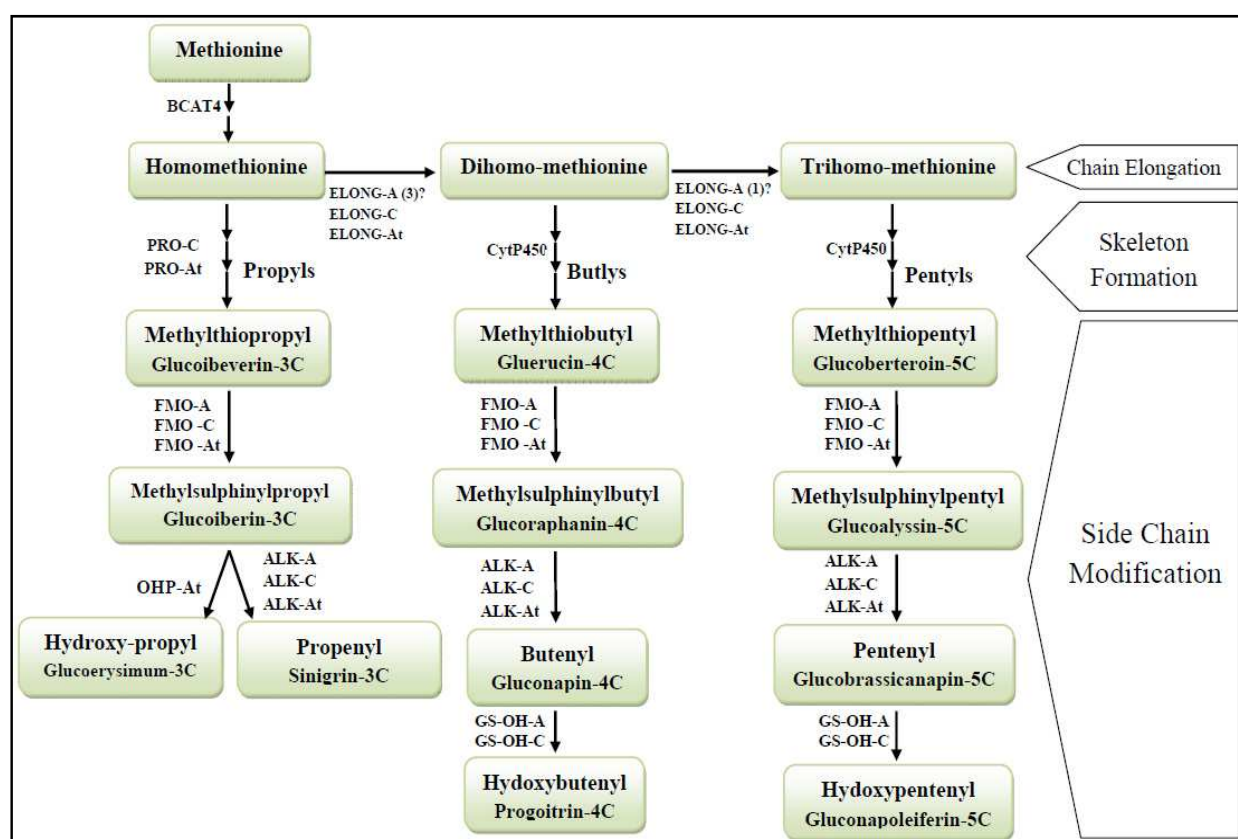 Methionine
BCAT4
Homomethionine
Dihomo-methionine
Trihomo-methionine
Chain Elongation
ELONG-A (3)?
ELONG-C
ELONG-At
ELONG-A (1)?
ELONG-C
ELONG-At
PRO-C
PRO-At
Propyls
CytP450
Butlys
CytP450
Pentyls
Skeleton
Formation
Methylthiopropyl
Glucoibeverin-3C
Methylthiobutyl
Gluerucin-4C
Methylthiopentyl
Glucoberteroin-5C
FMO-A
FMO -C
FMO -At
FMO-A
FMO -C
FMO -At
FMO-A
FMO -C
FMO -At
Methylsulphinylpropyl
Glucoiberin-3C
Methylsulphinylbutyl
Glucoraphanin-4C
Methylsulphinylpentyl
Glucoalyssin-5C
Side Chain
Modification
OHP-At
ALK-A
ALK-C
ALK-At
ALK-A
ALK-C
ALK-At
ALK-A
ALK-C
ALK-At
Hydroxy-propyl
Glucoerysimum-3C
Propenyl
Sinigrin-3C
Butenyl
Gluconapin-4C
Pentenyl
Glucobrassicanapin-5C
GS-OH-A
GS-OH-C
GS-OH-A
GS-OH-C
Hydoxybutenyl
Progoitrin-4C
Hydoxypentenyl
Gluconapoleiferin-5C